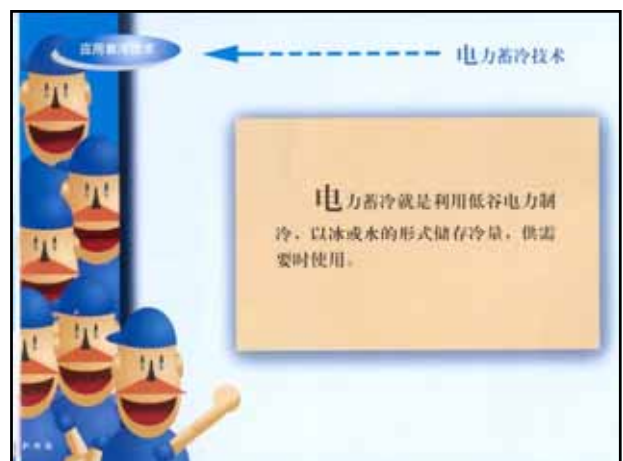 应用蓄冷技术
电力蓄冷技术
电力蓄冷就是利用低谷电力制
冷，以冰或水的形式储存冷量，供需
要时使用。